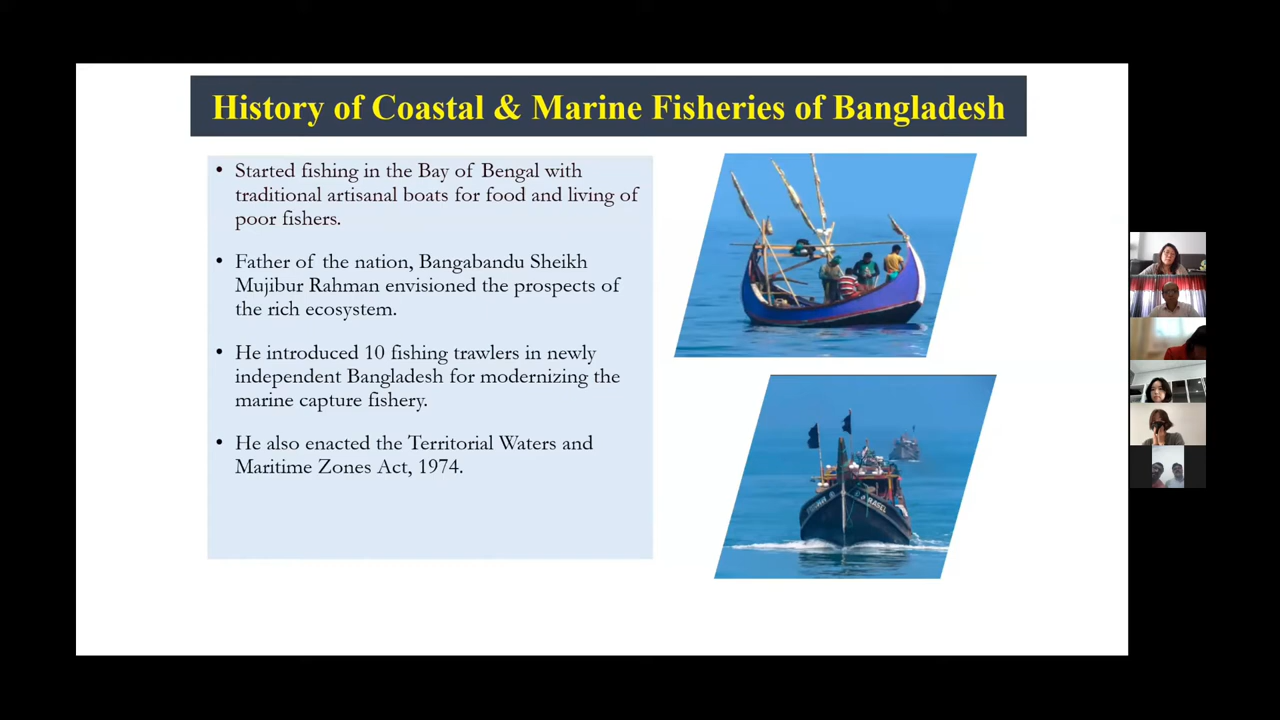 History of Coastal & Marine Fisheries of Bangladesh
• Started fishing in the Bay of Bengal with
traditional artisanal boats for food and living of
poor fishers.
• Father of the nation, Bangabandu Sheikh
Mujibur Rahman envisioned the prospects of
the rich ecosystem.
• He introduced 10 fishing trawlers in newly
independent Bangladesh for modernizing the
marine capture fishery.
• He also enacted the Territorial Waters and
Maritime Zones Act, 1974.
RASEL